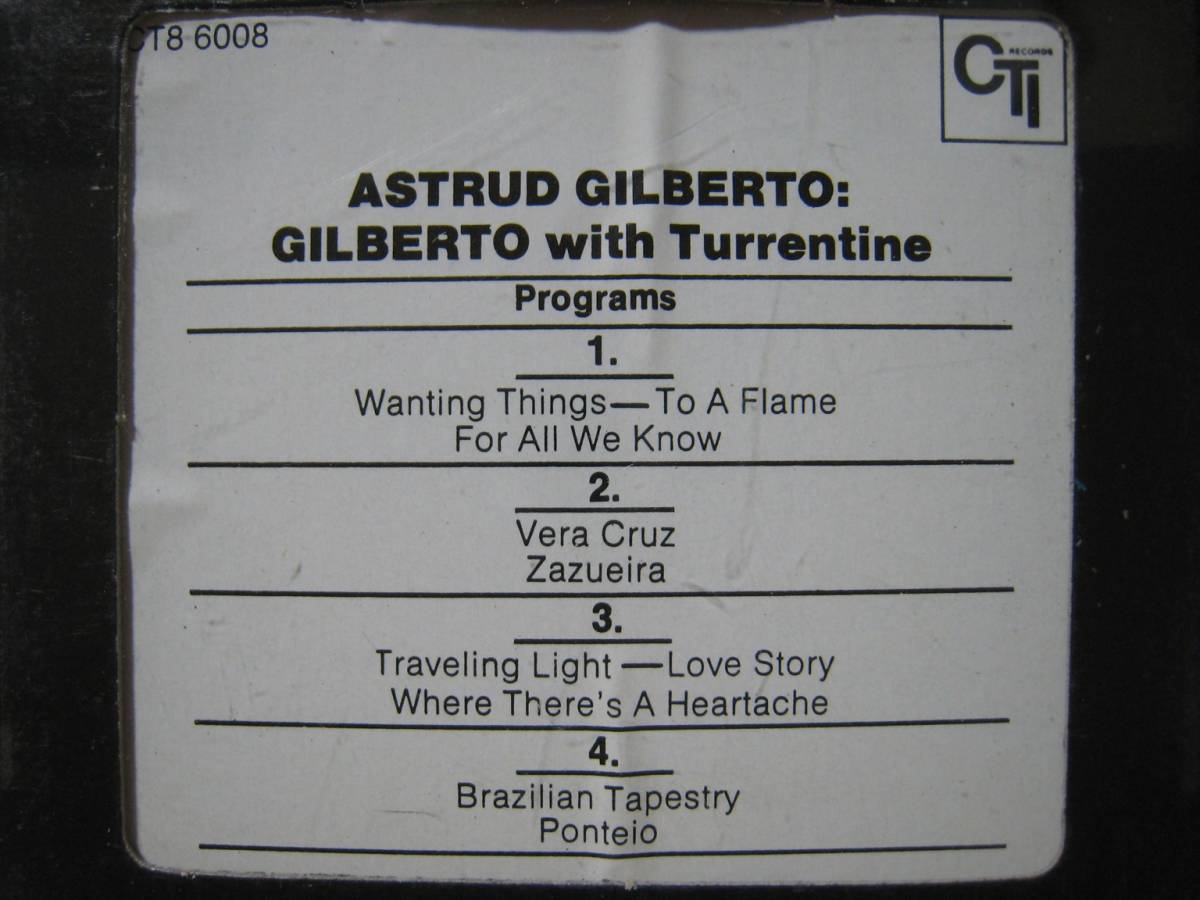 CT8 6008
CTI RECORDS
ASTRUD GILBERTO:
GILBERTO with Turrentine
Programs
1.
Wanting Things—To A Flame
For All We Know
2.
Vera Cruz
Zazueira
3.
Traveling Light—Love Story
Where There's A Heartache
4.
Brazilian Tapestry
Ponteio